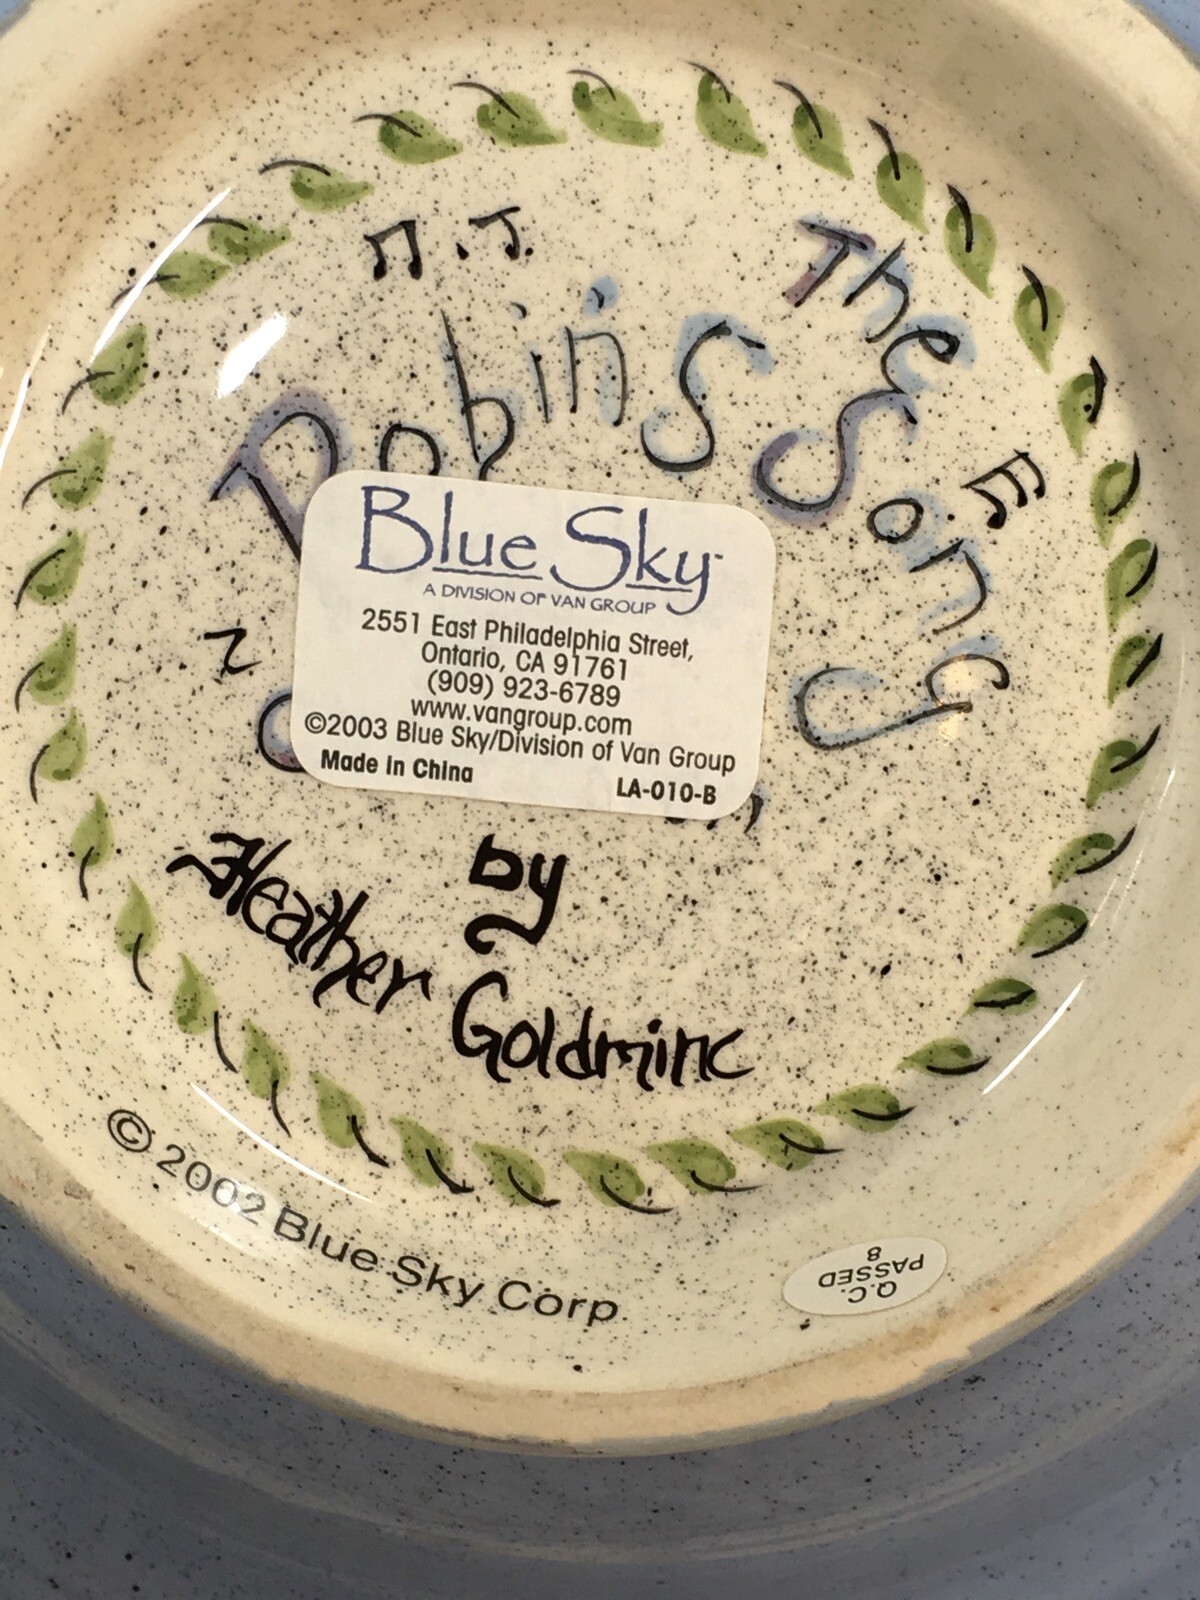 The
Robin's
Song
Blue Sky
A DIVISION OF VAN GROUP
2551 East Philadelphia Street,
Ontario, CA 91761
(909) 923-6789
www.vangroup.com
©2003 Blue Sky/Division of Van Group
Made in China LA-010-B
by
Heather
Goldminc
© 2002 Blue Sky Corp.
Q.C.
PASSED
8